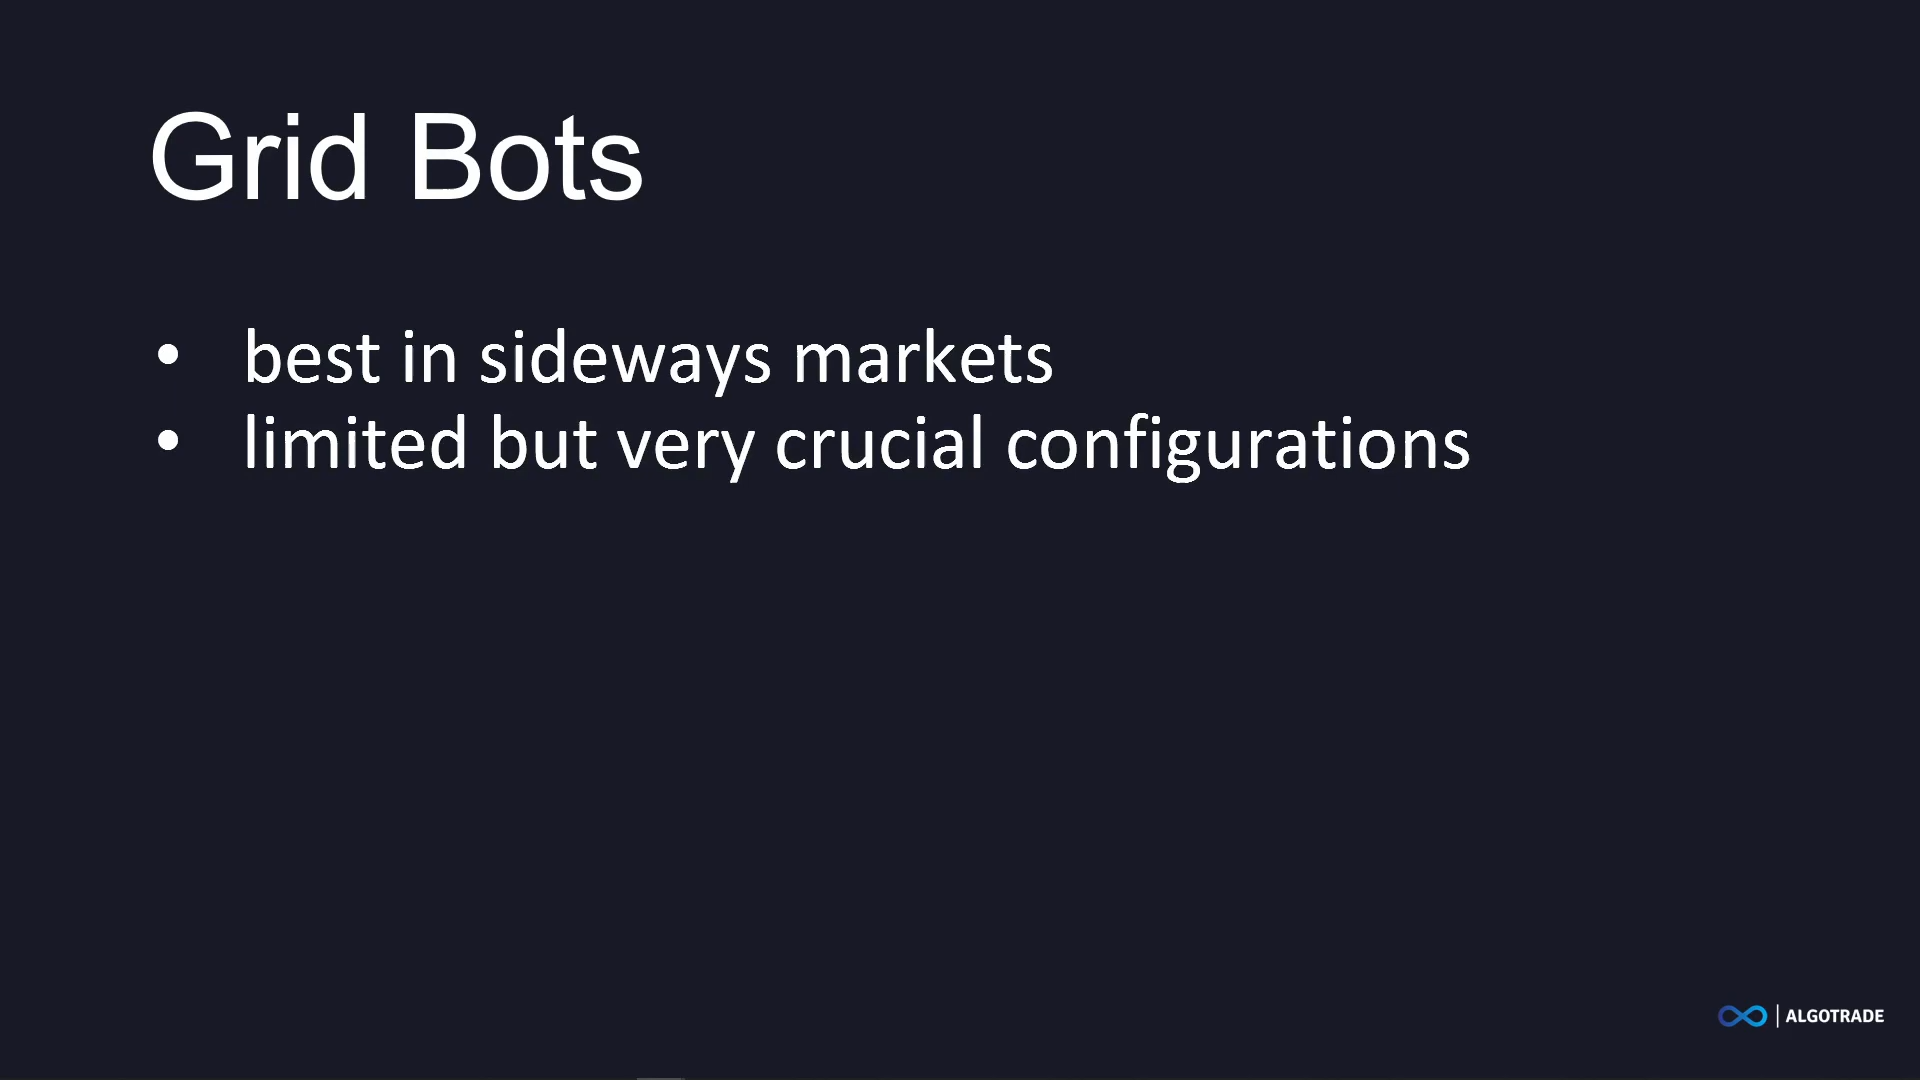 Grid Bots
• best in sideways markets
• limited but very crucial configurations
ALGOTRADE